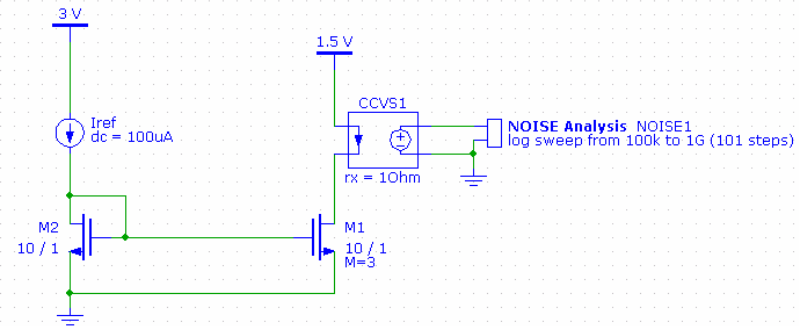 3 V
1.5 V
Iref
dc = 100uA
CCVS1
NOISE Analysis NOISE1
log sweep from 100k to 1G (101 steps)
rx = 1Ohm
M2
10 / 1
M1
10 / 1
M=3